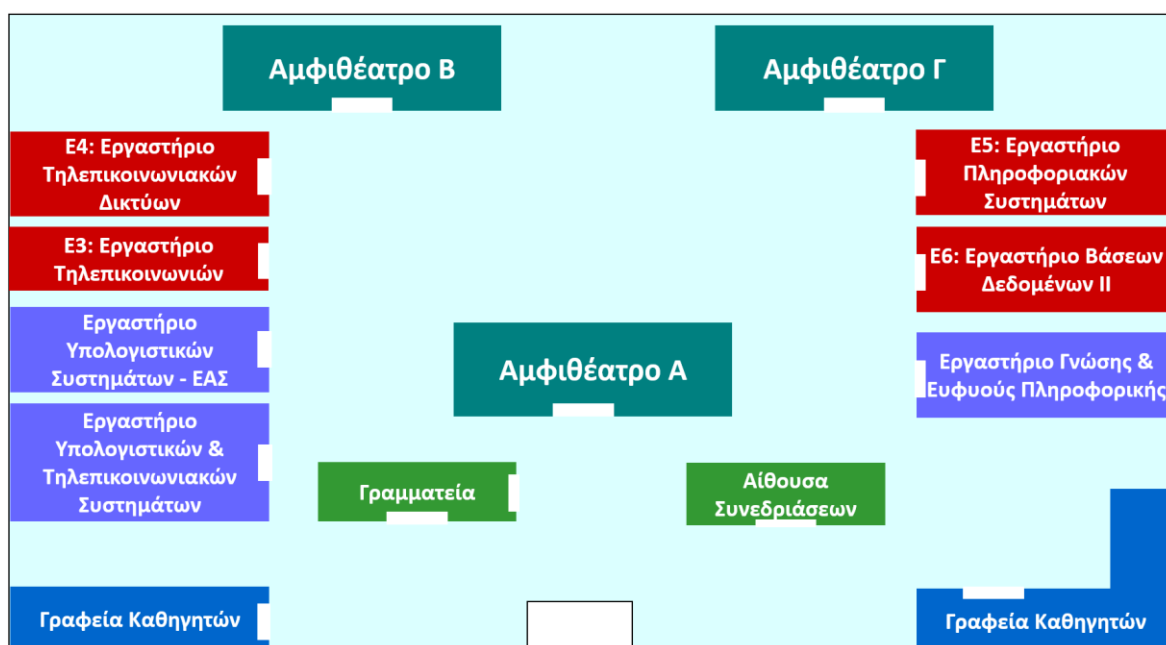 Αμφιθέατρο Β
Αμφιθέατρο Γ
Ε4: Εργαστήριο
Τηλεπικοινωνιακών
Δικτύων
Ε5: Εργαστήριο
Πληροφοριακών
Συστημάτων
Ε3: Εργαστήριο
Τηλεπικοινωνιών
Ε6: Εργαστήριο Βάσεων
Δεδομένων ΙΙ
Εργαστήριο
Υπολογιστικών
Συστημάτων - ΕΑΣ
Αμφιθέατρο Α
Εργαστήριο Γνώσης &
Ευφυούς Πληροφορικής
Εργαστήριο
Υπολογιστικών &
Τηλεπικοινωνιακών
Συστημάτων
Γραμματεία
Αίθουσα
Συνεδριάσεων
Γραφεία Καθηγητών
Γραφεία Καθηγητών